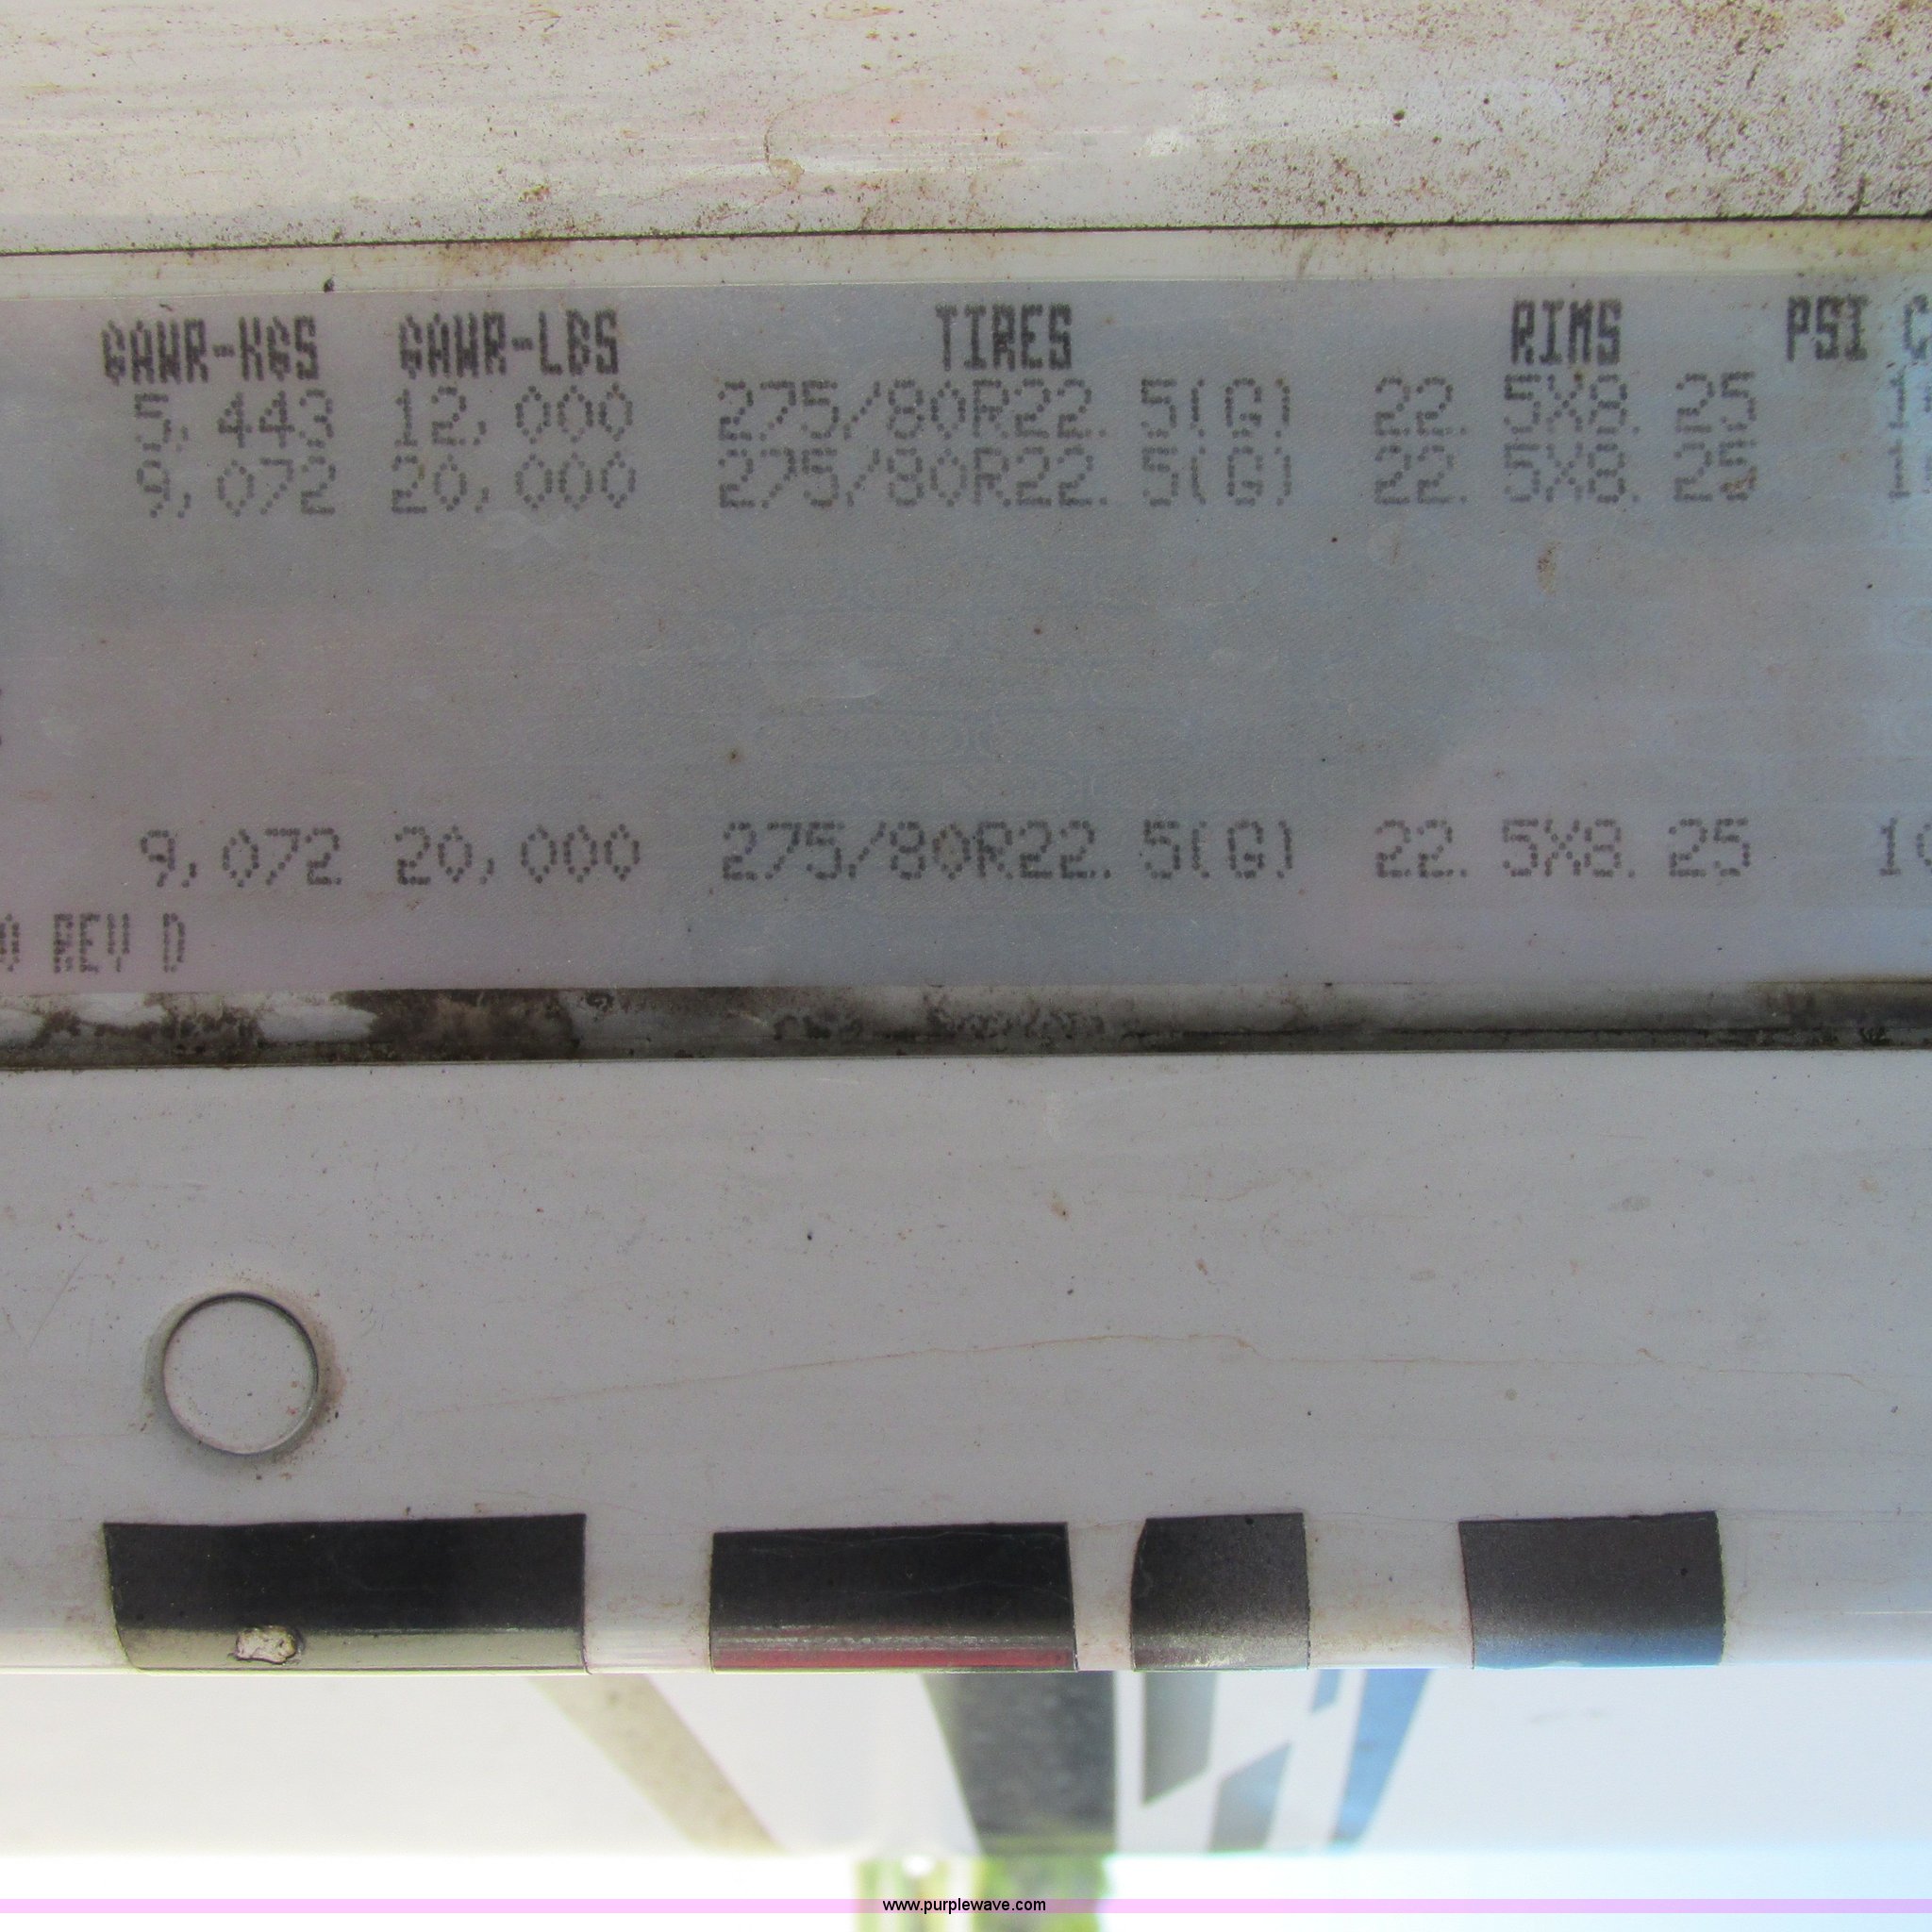 GAWR-KGS GAWR-LBS TIRES RIMS PSI
5,443 12,000 275/80R22.5(G) 22.5X8.25
9,072 20,000 275/80R22.5(G) 22.5X8.25
9,072 20,000 275/80R22.5(G) 22.5X8.25 10
REV D
www.purplewave.com